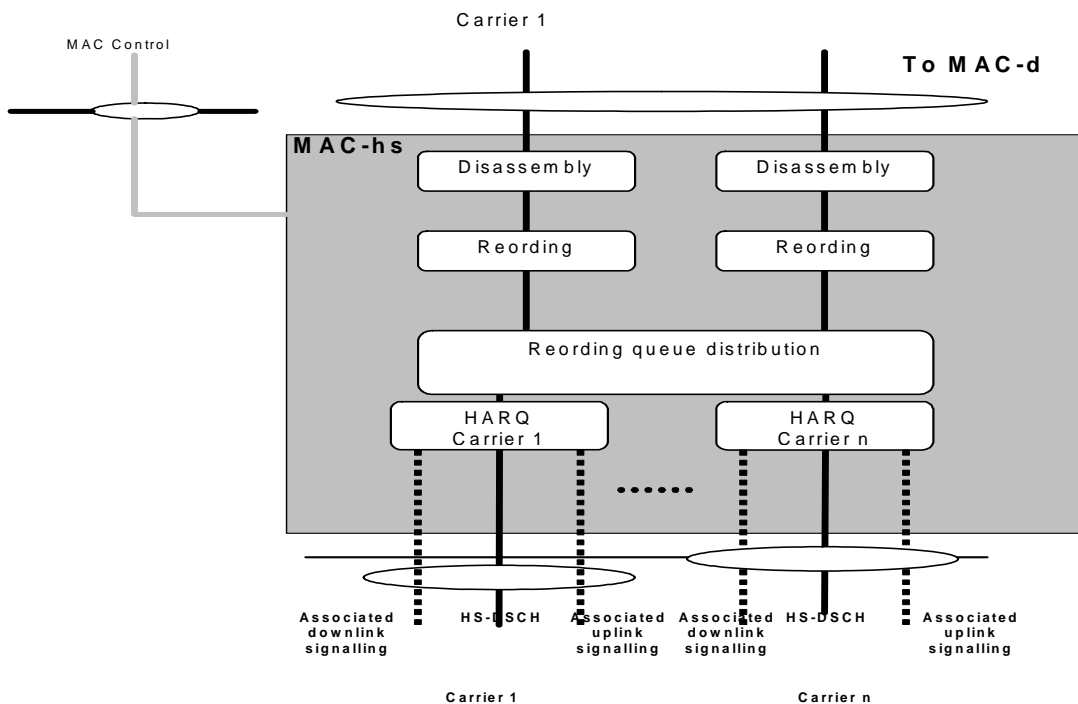 Carrier 1
MAC Control
To MAC-d
MAC-hs
Disassembly
Disassembly
Reording
Reording
Reording queue distribution
HARQ
Carrier 1
HARQ
Carrier n
Associated
downlink
signalling
HS-DSCH
Associated
uplink
signalling
Associated
downlink
signalling
HS-DSCH
Associated
uplink
signalling
Carrier 1
Carrier n